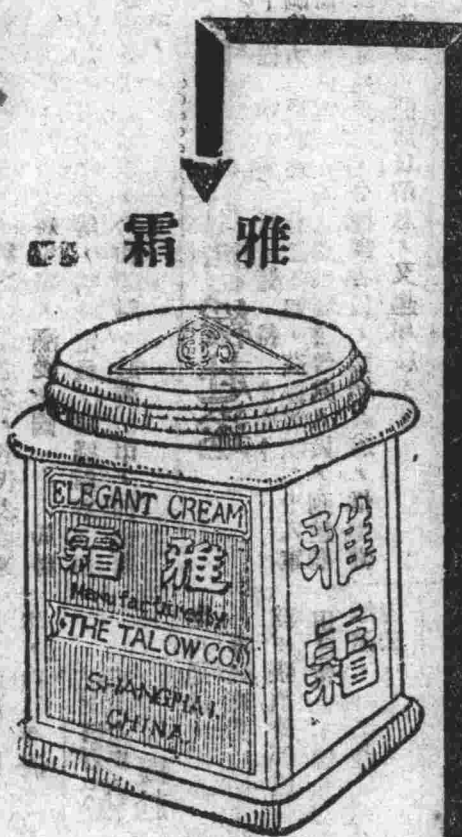 雅霜
ELEGANT CREAM
雅霜
Manufactured by
THE TALOW CO.
SHANGHAI,
CHINA
雅霜